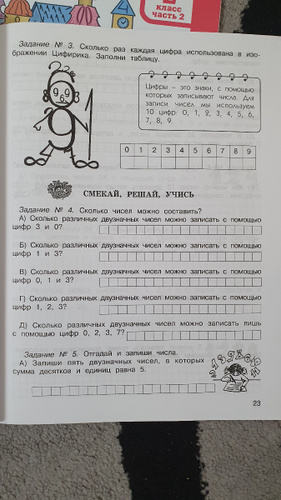 КЛАСС
ЧАСТЬ 2
Задание № 3. Сколько раз каждая цифра использована в изо-
бражении Цифирика. Заполни таблицу.
Цифры – это знаки, с помощью
которых записывают числа. Для
записи чисел мы используем
10 цифр 0, 1, 2, 3, 4, 5, 6,
7, 8, 9
0 1 2 3 4 5 6 7 8 9
СМЕКАЙ, РЕШАЙ, УЧИСЬ
Задание № 4. Сколько чисел можно составить?
А) Сколько различных двузначных чисел можно записать с помощью
цифр 3 и 0?
Б) Сколько различных двузначных чисел можно записать с помощью
цифр 1 и 3?
В) Сколько различных двузначных чисел можно записать с помощью
цифр 0, 1 и 3?
Г) Сколько различных двузначных чисел можно записать с помощью
цифр 1, 2, 3?
Д) Сколько различных двузначных чисел можно записать лишь
с помощью цифр 0, 2, 3, 7?
Задание № 5. Отгадай и запиши числа.
А) Запиши пять двузначных чисел, в которых
сумма десятков и единиц равна 5.
23